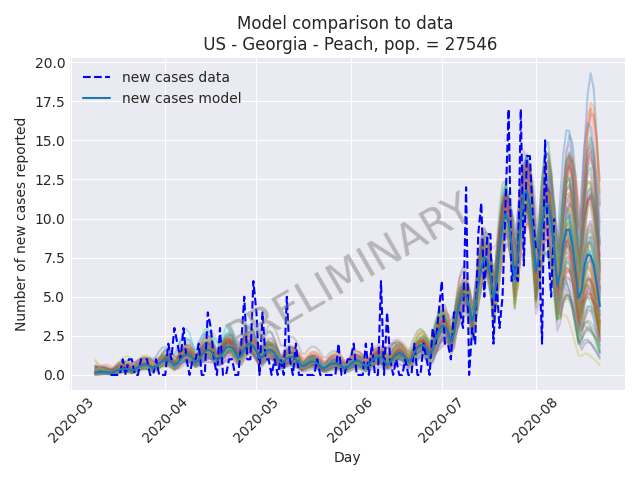 Model comparison to data
US - Georgia - Peach, pop. = 27546
20.0
17.5
15.0
12.5
10.0
7.5
5.0
2.5
0.0
Number of new cases reported
new cases data
new cases model
PRELIMINARY
2020-03
2020-04
2020-05
2020-06
2020-07
2020-08
Day